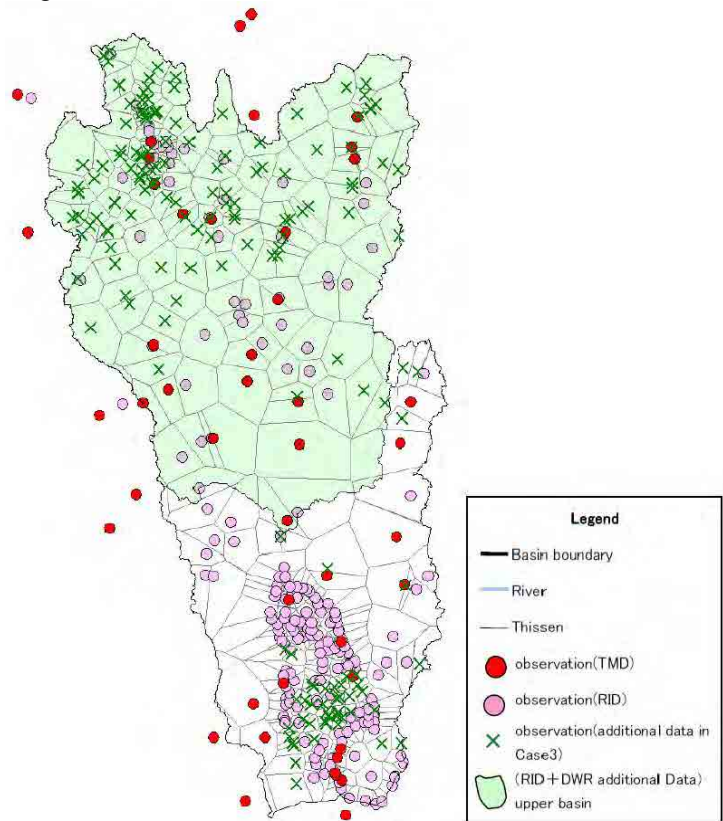 Legend
Basin boundary
River
Thissen
observation(TMD)
observation(RID)
observation(additional data in
Case3)
(RID+DWR additional Data)
upper basin